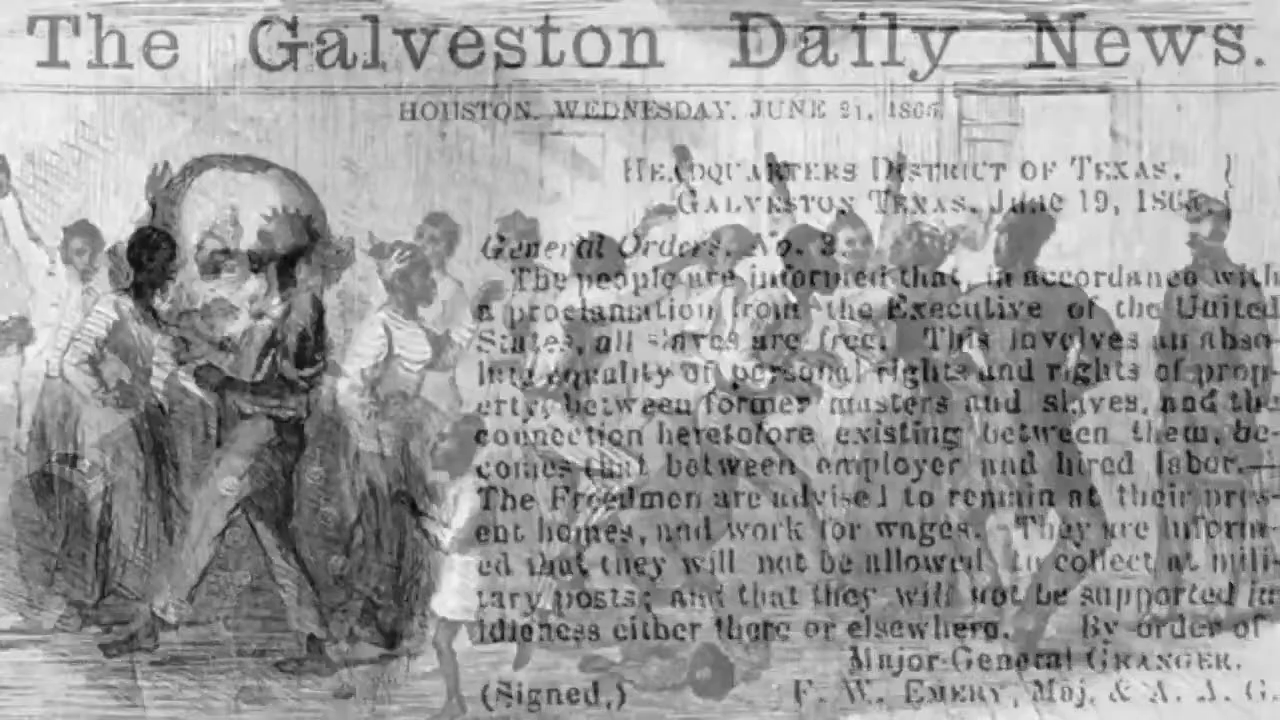 The Galveston Daily News.
HOUSTON, WEDNESDAY, JUNE 21, 1865.
HEADQUARTERS DISTRICT OF TEXAS,
GALVESTON TEXAS, June 19, 1865.
General Orders, No. 3
The people are informed that, in accordance with
a proclamation from the Executive of the United
States, all slaves are free. This involves an abso-
lute equality of personal rights and rights of prop-
erty, between former masters and slaves, and the
connection heretofore existing between them, be-
comes that between employer and hired labor.—
The Freedmen are advised to remain at their pres-
ent homes, and work for wages. They are inform-
ed that they will not be allowed to collect at mili-
tary posts; and that they will not be supported in
idleness either there or elsewhere. By order of
Major-General GRANGER.
(Signed,) F. W. EMERY, Maj. & A. A. G.